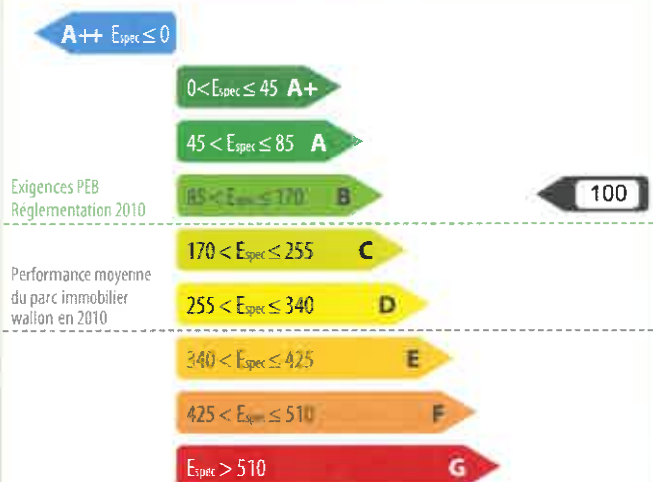 A++ Espec ≤ 0
0 < Espec ≤ 45 A+
45 < Espec ≤ 85 A
Exigences PEB
Réglementation 2010
85 < Espec ≤ 170 B
100
170 < Espec ≤ 255 C
Performance moyenne
du parc immobilier
wallon en 2010
255 < Espec ≤ 340 D
340 < Espec ≤ 425 E
425 < Espec ≤ 510 F
Espec > 510 G